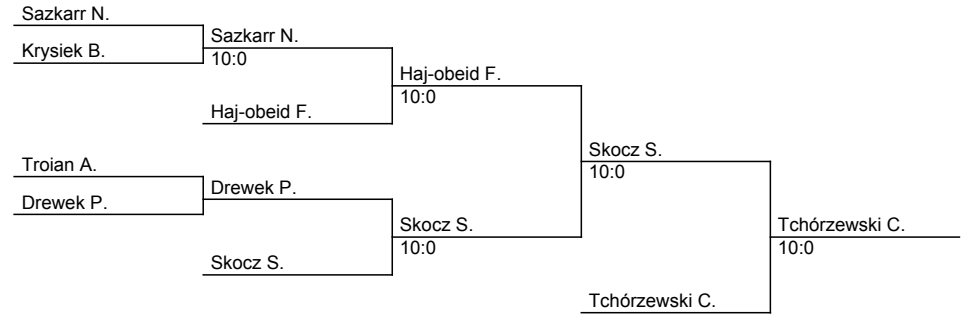 Sazkarr N.
Krysiek B.
Sazkarr N.
10:0
Haj-obeid F.
Haj-obeid F.
10:0
Troian A.
Drewek P.
Drewek P.
Skocz S.
Skocz S.
10:0
Skocz S.
10:0
Tchórzewski C.
Tchórzewski C.
10:0